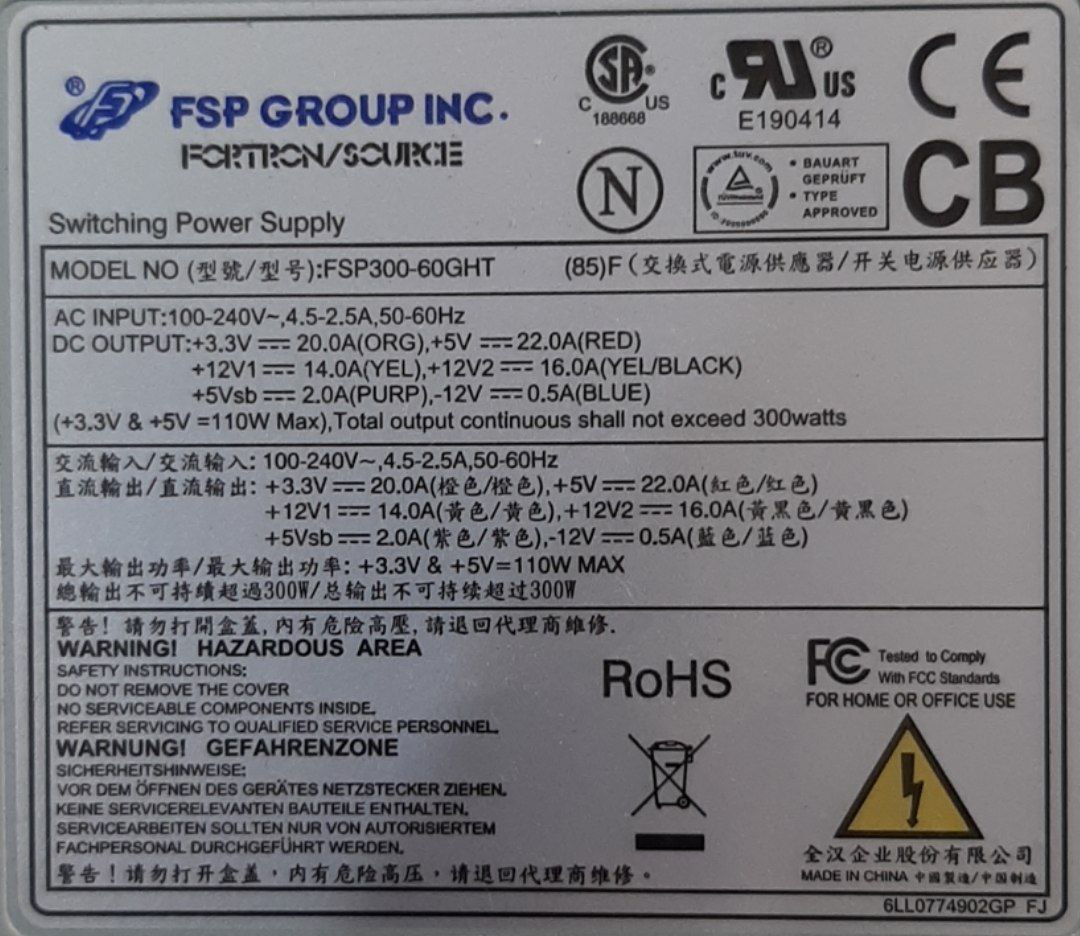 FSP GROUP INC.
FORTRON/SOURCE
Switching Power Supply
SA
C US
188668
C RU US
E190414
CE
N
www.tuv.com
TÜVRheinland
BAUART
GEPRÜFT
TYPE
APPROVED
CB
MODEL NO (型號/型号):FSP300-60GHT (85)F (交換式電源供應器/开关电源供应器)
AC INPUT:100-240V~,4.5-2.5A,50-60Hz
DC OUTPUT:+3.3V ⎓ 20.0A(ORG),+5V ⎓ 22.0A(RED)
+12V1 ⎓ 14.0A(YEL),+12V2 ⎓ 16.0A(YEL/BLACK)
+5Vsb ⎓ 2.0A(PURP),-12V ⎓ 0.5A(BLUE)
(+3.3V & +5V =110W Max),Total output continuous shall not exceed 300watts
交流輸入/交流输入: 100-240V~,4.5-2.5A,50-60Hz
直流輸出/直流输出: +3.3V ⎓ 20.0A(橙色/橙色),+5V ⎓ 22.0A(紅色/红色)
+12V1 ⎓ 14.0A(黃色/黄色),+12V2 ⎓ 16.0A(黃黑色/黄黑色)
+5Vsb ⎓ 2.0A(紫色/紫色),-12V ⎓ 0.5A(藍色/蓝色)
最大輸出功率/最大输出功率: +3.3V & +5V=110W MAX
總輸出不可持續超過300W/总输出不可持续超过300W
警告! 請勿打開盒蓋,內有危險高壓,請退回代理商維修.
WARNING! HAZARDOUS AREA
SAFETY INSTRUCTIONS:
DO NOT REMOVE THE COVER
NO SERVICEABLE COMPONENTS INSIDE.
REFER SERVICING TO QUALIFIED SERVICE PERSONNEL.
WARNUNG! GEFAHRENZONE
SICHERHEITSHINWEISE:
VOR DEM ÖFFNEN DES GERÄTES NETZSTECKER ZIEHEN.
KEINE SERVICERELEVANTEN BAUTEILE ENTHALTEN.
SERVICEARBEITEN SOLLTEN NUR VON AUTORISIERTEM
FACHPERSONAL DURCHGEFÜHRT WERDEN.
警告！请勿打开盒盖，内有危险高压，请退回代理商维修。
RoHS
FC Tested to Comply
With FCC Standards
FOR HOME OR OFFICE USE
全汉企业股份有限公司
MADE IN CHINA 中國製造/中国制造
6LL0774902GP FJ